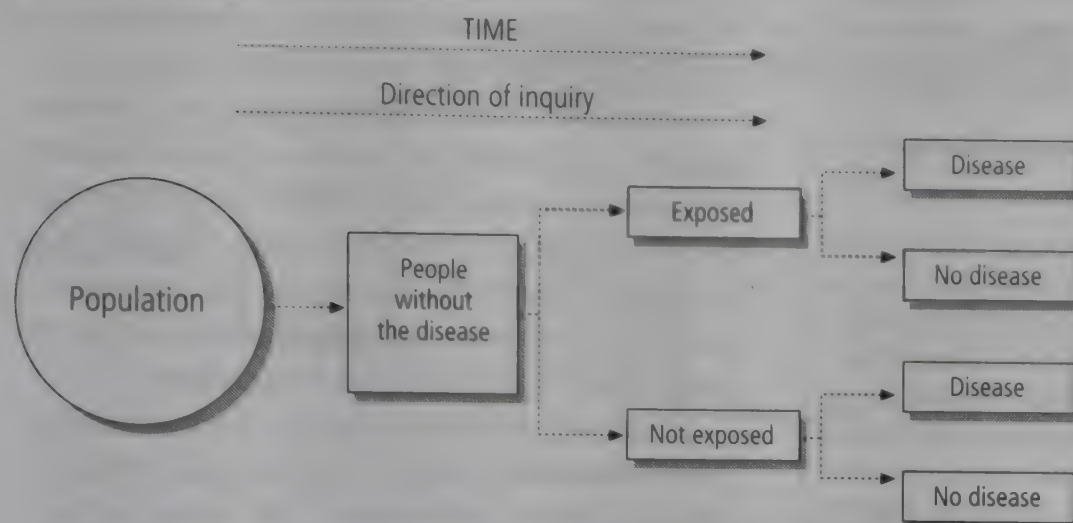 TIME
Direction of inquiry
Population
People
without
the disease
Exposed
Not exposed
Disease
No disease
Disease
No disease